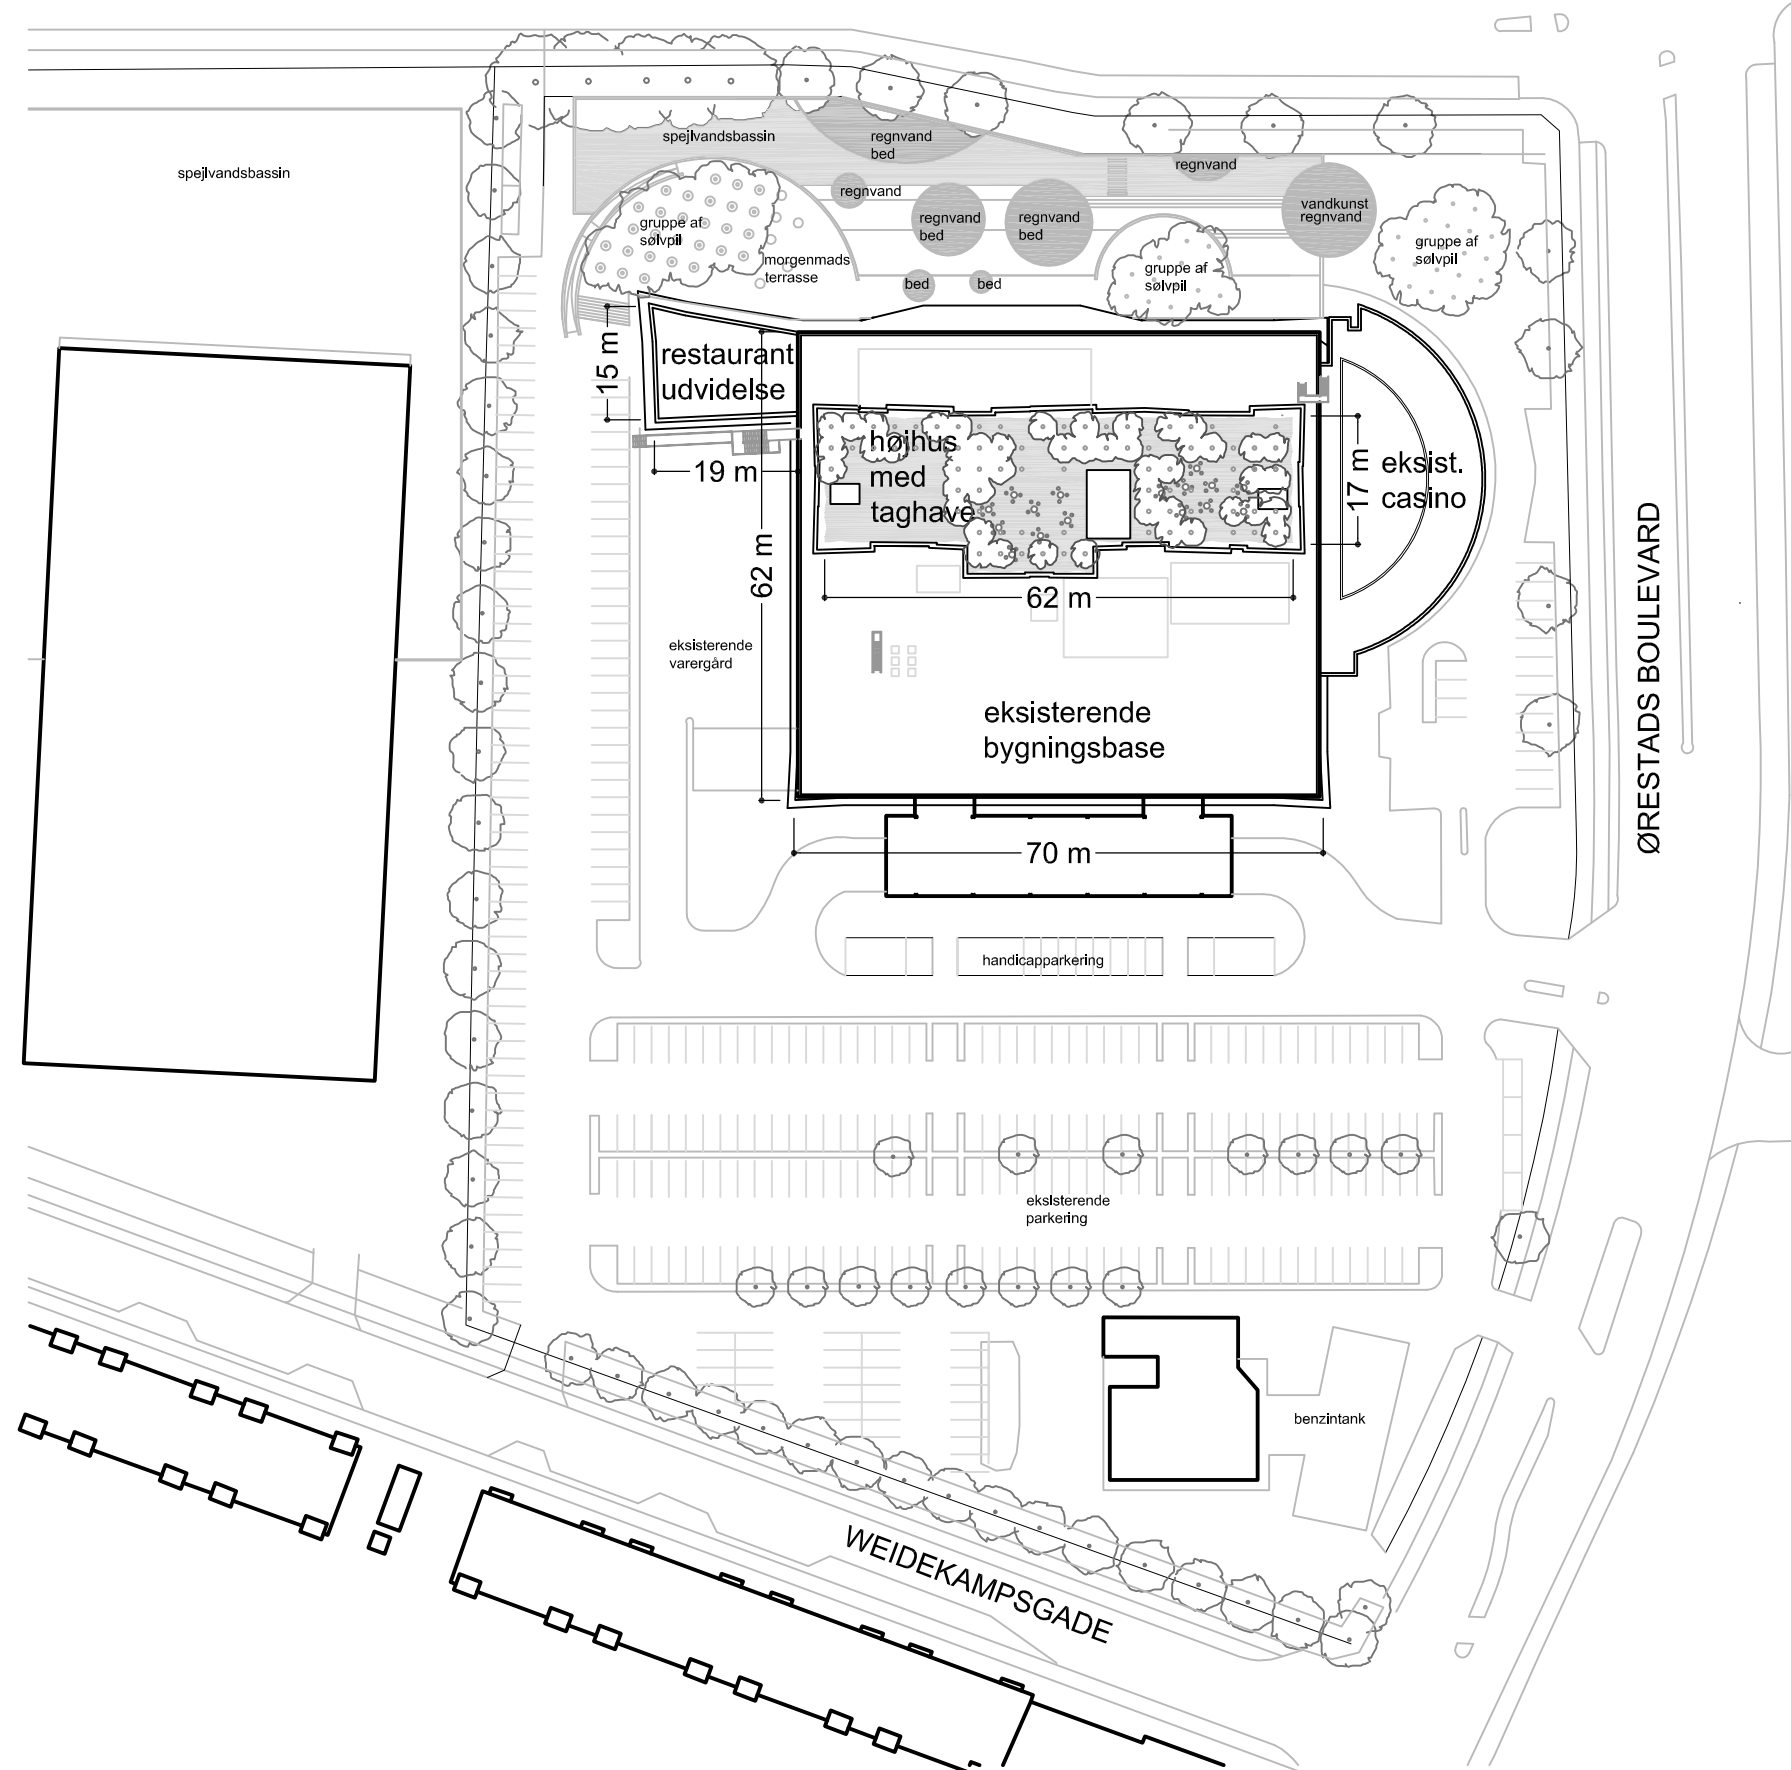 spejlvandsbassin
regnvand
bed
spejlvandsbassin
regnvand
regnvand
vandkunst
regnvand
regnvand
bed
regnvand
bed
gruppe af
sølvpil
gruppe af
sølvpil
morgenmads
terrasse
gruppe af
sølvpil
bed
bed
15 m
restaurant
udvidelse
højhus
med
taghave
19 m
17 m
eksist.
casino
62 m
62 m
eksisterende
varergård
ØRESTADS BOULEVARD
eksisterende
bygningsbase
70 m
handicapparkering
eksisterende
parkering
benzintank
WEIDEKAMPSGADE